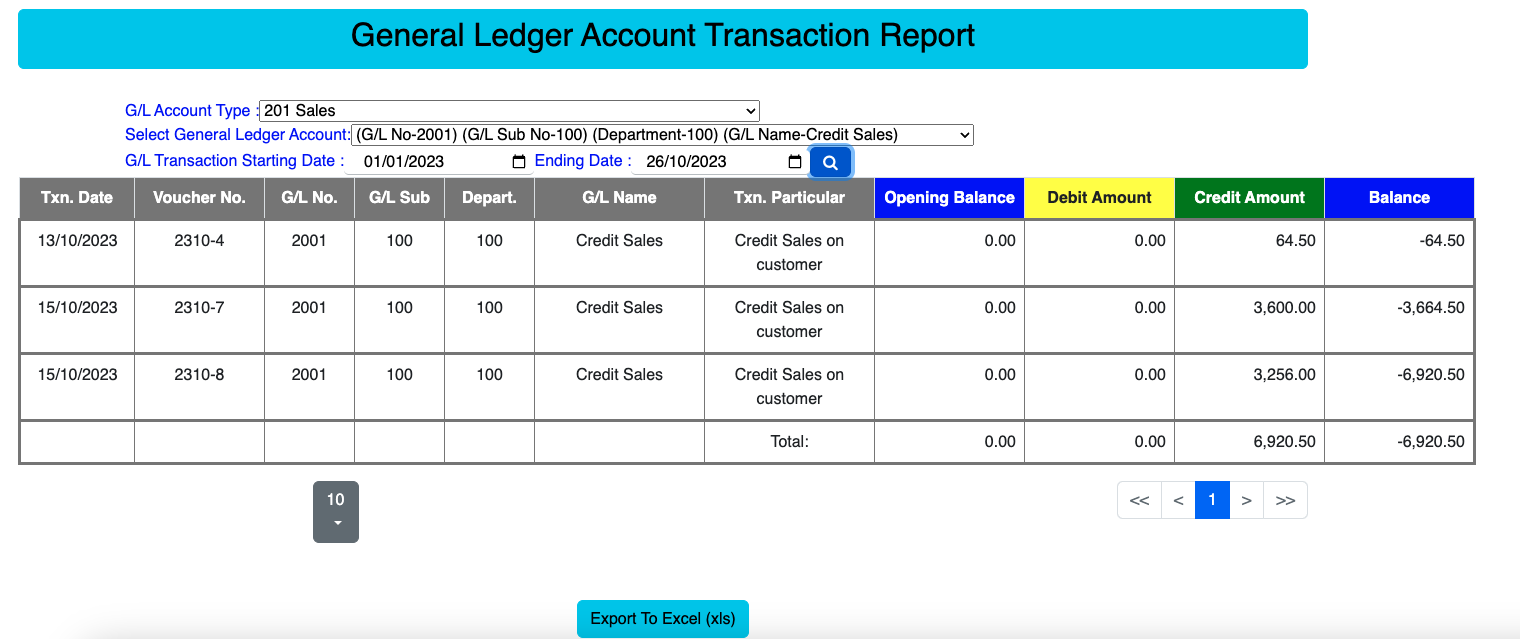 General Ledger Account Transaction Report
G/L Account Type : 201 Sales
Select General Ledger Account: (G/L No-2001) (G/L Sub No-100) (Department-100) (G/L Name-Credit Sales)
G/L Transaction Starting Date : 01/01/2023 Ending Date : 26/10/2023
Txn. Date Voucher No. G/L No. G/L Sub Depart. G/L Name Txn. Particular Opening Balance Debit Amount Credit Amount Balance
13/10/2023 2310-4 2001 100 100 Credit Sales Credit Sales on 0.00 0.00 64.50 -64.50
customer
15/10/2023 2310-7 2001 100 100 Credit Sales Credit Sales on 0.00 0.00 3,600.00 -3,664.50
customer
15/10/2023 2310-8 2001 100 100 Credit Sales Credit Sales on 0.00 0.00 3,256.00 -6,920.50
customer
Total: 0.00 0.00 6,920.50 -6,920.50
10 << < 1 > >>
Export To Excel (xls)